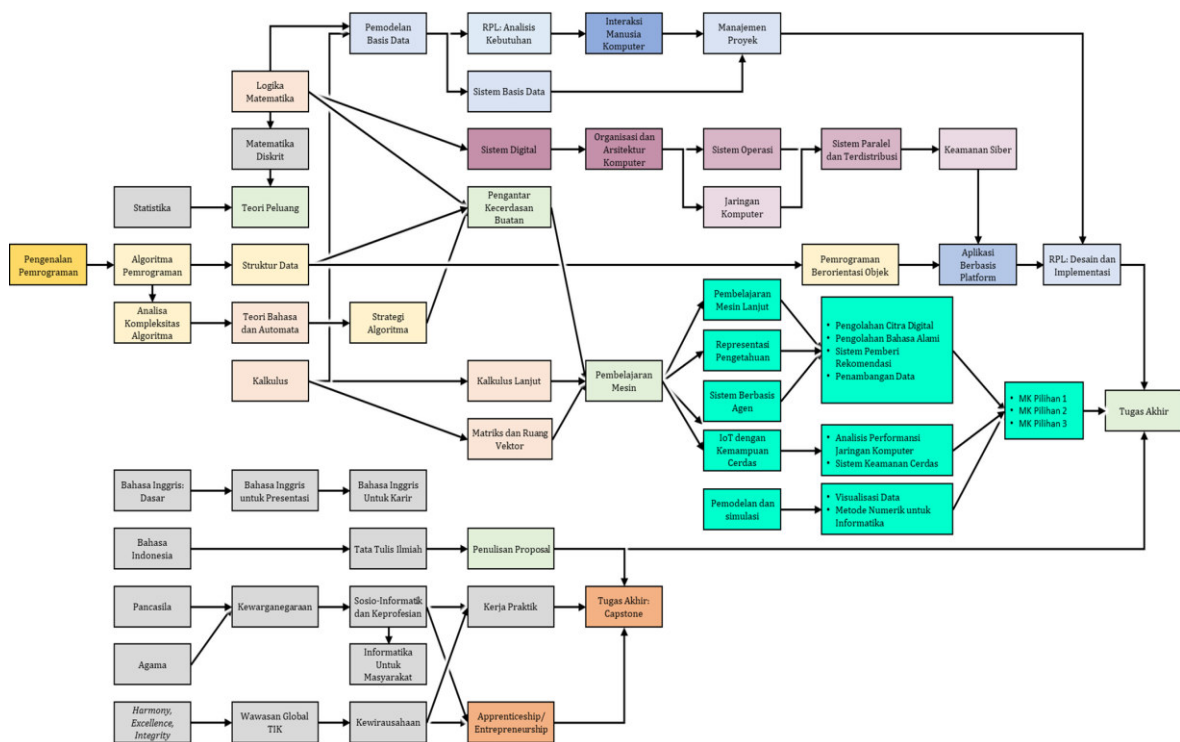 Pemodelan
Basis Data
RPL: Analisis
Kebutuhan
Interaksi
Manusia
Komputer
Manajemen
Proyek
Logika
Matematika
Sistem Basis Data
Matematika
Diskrit
Sistem Digital
Organisasi dan
Arsitektur
Komputer
Sistem Operasi
Sistem Paralel
dan Terdistribusi
Keamanan Siber
Statistika
Teori Peluang
Pengantar
Kecerdasan
Buatan
Jaringan
Komputer
Pengenalan
Pemrograman
Algoritma
Pemrograman
Struktur Data
Pemrograman
Berorientasi Objek
Aplikasi
Berbasis
Platform
RPL: Desain dan
Implementasi
Analisa
Kompleksitas
Algoritma
Teori Bahasa
dan Automata
Strategi
Algoritma
Pembelajaran
Mesin Lanjut
Representasi
Pengetahuan
Sistem Berbasis
Agen
• Pengolahan Citra Digital
• Pengolahan Bahasa Alami
• Sistem Pemberi
Rekomendasi
• Penambangan Data
Kalkulus
Kalkulus Lanjut
Pembelajaran
Mesin
Matriks dan Ruang
Vektor
IoT dengan
Kemampuan
Cerdas
• Analisis Performansi
Jaringan Komputer
• Sistem Keamanan Cerdas
• MK Pilihan 1
• MK Pilihan 2
• MK Pilihan 3
Tugas Akhir
Bahasa Inggris:
Dasar
Bahasa Inggris
untuk Presentasi
Bahasa Inggris
Untuk Karir
Pemodelan dan
simulasi
• Visualisasi Data
• Metode Numerik untuk
Informatika
Bahasa
Indonesia
Tata Tulis Ilmiah
Penulisan Proposal
Pancasila
Kewarganegaraan
Sosio-Informatik
dan Keprofesian
Kerja Praktik
Tugas Akhir:
Capstone
Agama
Informatika
Untuk
Masyarakat
Harmony,
Excellence,
Integrity
Wawasan Global
TIK
Kewirausahaan
Apprenticeship/
Entrepreneurship